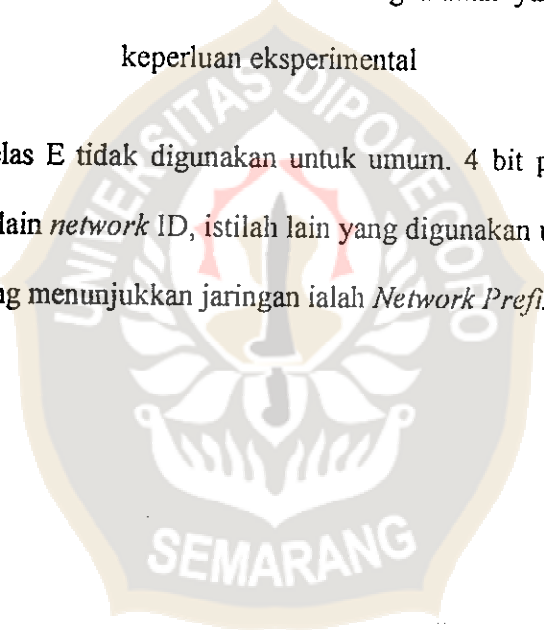 keperluan eksperimental
elas E tidak digunakan untuk umum. 4 bit p
lain network ID, istilah lain yang digunakan u
ng menunjukkan jaringan ialah Network Prefi
UNIVERSITAS DIPONEGORO
SEMARANG